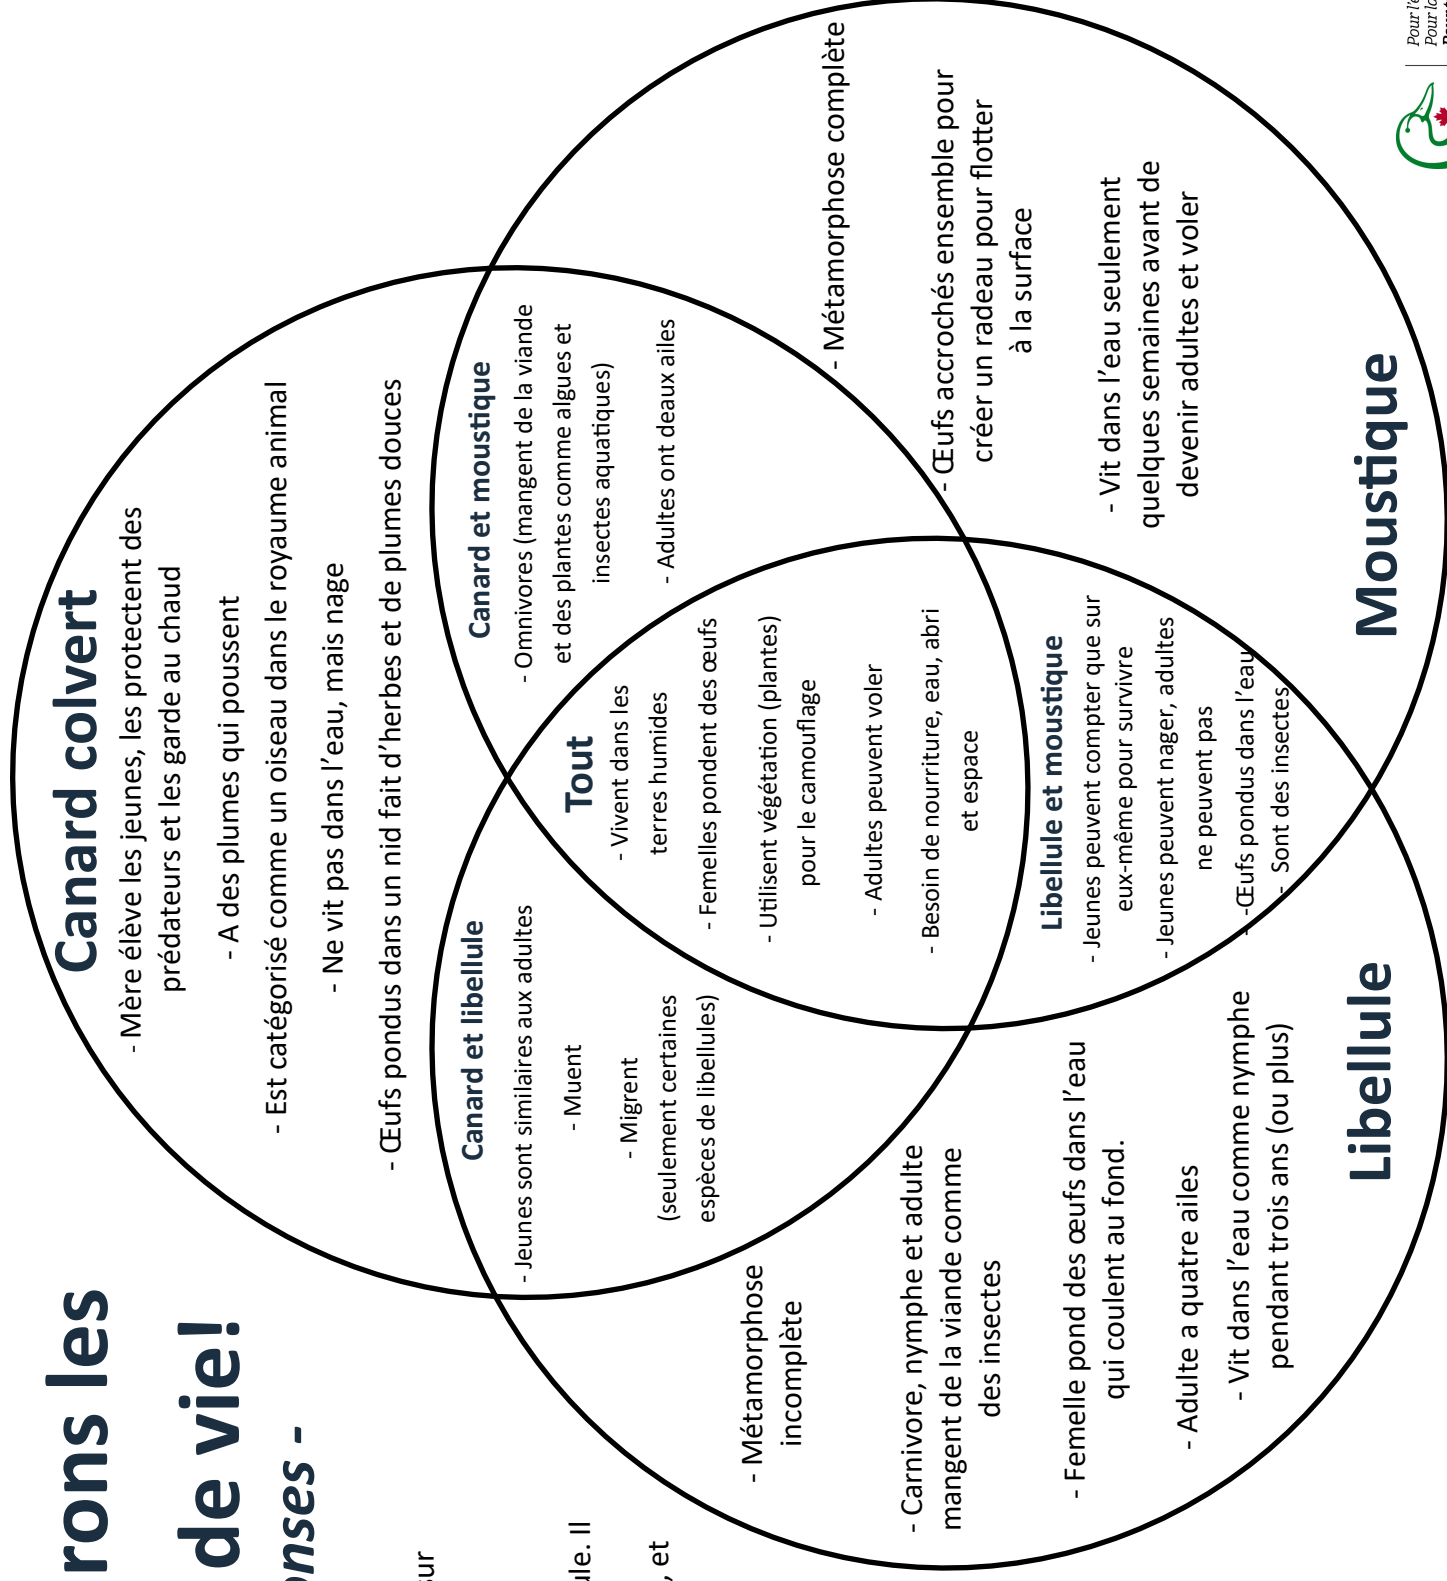 rons les
de vie!
onses -
sur
ule. Il
, et
Canard colvert
- Mère élève les jeunes, les protectent des
prédateurs et les garde au chaud
- A des plumes qui poussent
- Est catégorisé comme un oiseau dans le royaume animal
- Ne vit pas dans l’eau, mais nage
- Œufs pondus dans un nid fait d’herbes et de plumes douces
Canard et libellule
- Jeunes sont similaires aux adultes
- Muent
- Migrent
(seulement certaines
espèces de libellules)
Canard et moustique
- Omnivores (mangent de la viande
et des plantes comme algues et
insectes aquatiques)
- Adultes ont deaux ailes
Tout
- Vivent dans les
terres humides
- Femelles pondent des œufs
- Utilisent végétation (plantes)
pour le camouflage
- Adultes peuvent voler
- Besoin de nourriture, eau, abri
et espace
Libellule et moustique
- Jeunes peuvent compter que sur
eux-même pour survivre
- Jeunes peuvent nager, adultes
ne peuvent pas
- -Œufs pondus dans l’eau
- Sont des insectes
- Métamorphose
incomplète
- Carnivore, nymphe et adulte
mangent de la viande comme
des insectes
- Femelle pond des œufs dans l’eau
qui coulent au fond.
- Adulte a quatre ailes
- Vit dans l’eau comme nymphe
pendant trois ans (ou plus)
Libellule
- Métamorphose complète
- Œufs accrochés ensemble pour
créer un radeau pour flotter
à la surface
- Vit dans l’eau seulement
quelques semaines avant de
devenir adultes et voler
Moustique
Pour l’é
Pour la